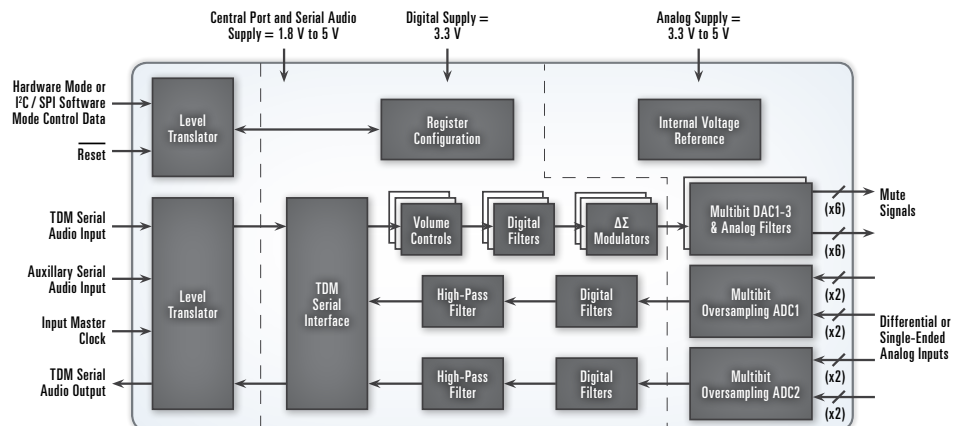 Central Port and Serial Audio
Supply = 1.8 V to 5 V
Digital Supply =
3.3 V
Analog Supply =
3.3 V to 5 V
Hardware Mode or
I²C / SPI Software
Mode Control Data
Reset
Level
Translator
Register
Configuration
Internal Voltage
Reference
TDM Serial
Audio Input
Auxillary Serial
Audio Input
Input Master
Clock
TDM Serial
Audio Output
Level
Translator
TDM
Serial
Interface
Volume
Controls
Digital
Filters
ΔΣ
Modulators
Multibit DAC1-3
& Analog Filters
(x6)
(x6)
Mute
Signals
High-Pass
Filter
Digital
Filters
Multibit
Oversampling ADC1
(x2)
(x2)
Differential or
Single-Ended
Analog Inputs
High-Pass
Filter
Digital
Filters
Multibit
Oversampling ADC2
(x2)
(x2)